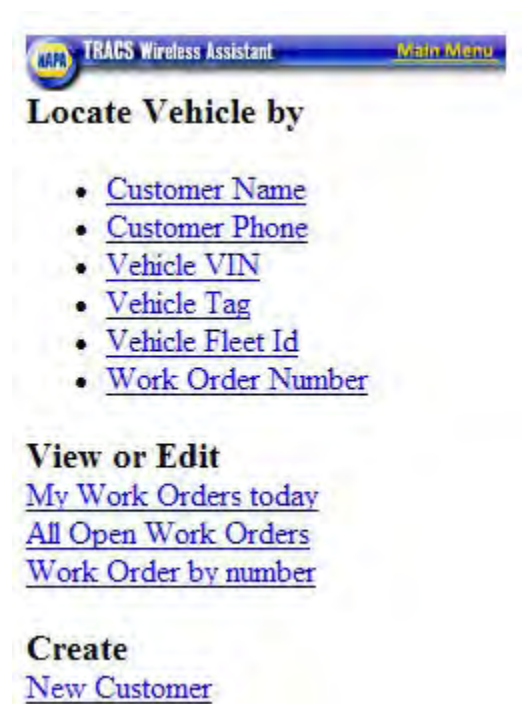 NAPA TRACS Wireless Assistant Main Menu
Locate Vehicle by
• Customer Name
• Customer Phone
• Vehicle VIN
• Vehicle Tag
• Vehicle Fleet Id
• Work Order Number
View or Edit
My Work Orders today
All Open Work Orders
Work Order by number
Create
New Customer